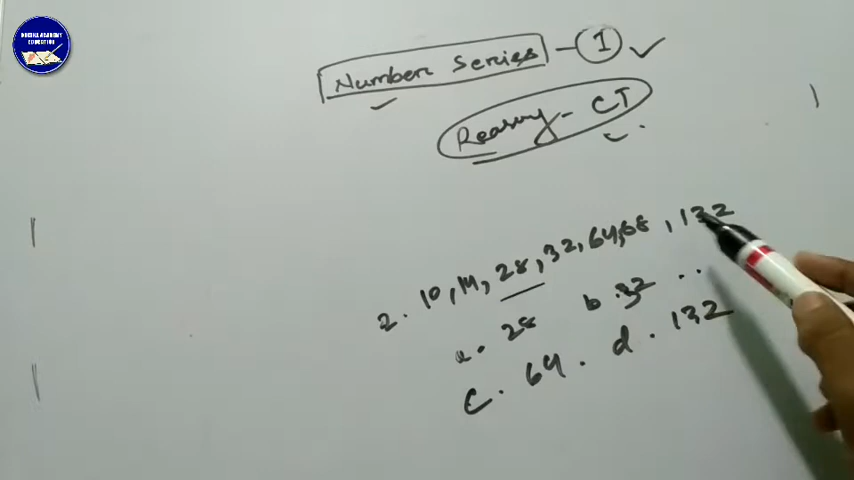 Number Series - 1
Reasoning - CT
2. 10, 14, 28, 32, 64, 68, 132
a. 28 b. 32
c. 64. d. 132